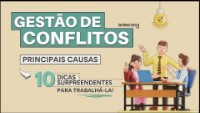 GESTÃO DE
CONFLITOS
PRINCIPAIS CAUSAS
10
DICAS
SURPREENDENTES
PARA TRABALHÁ-LA!